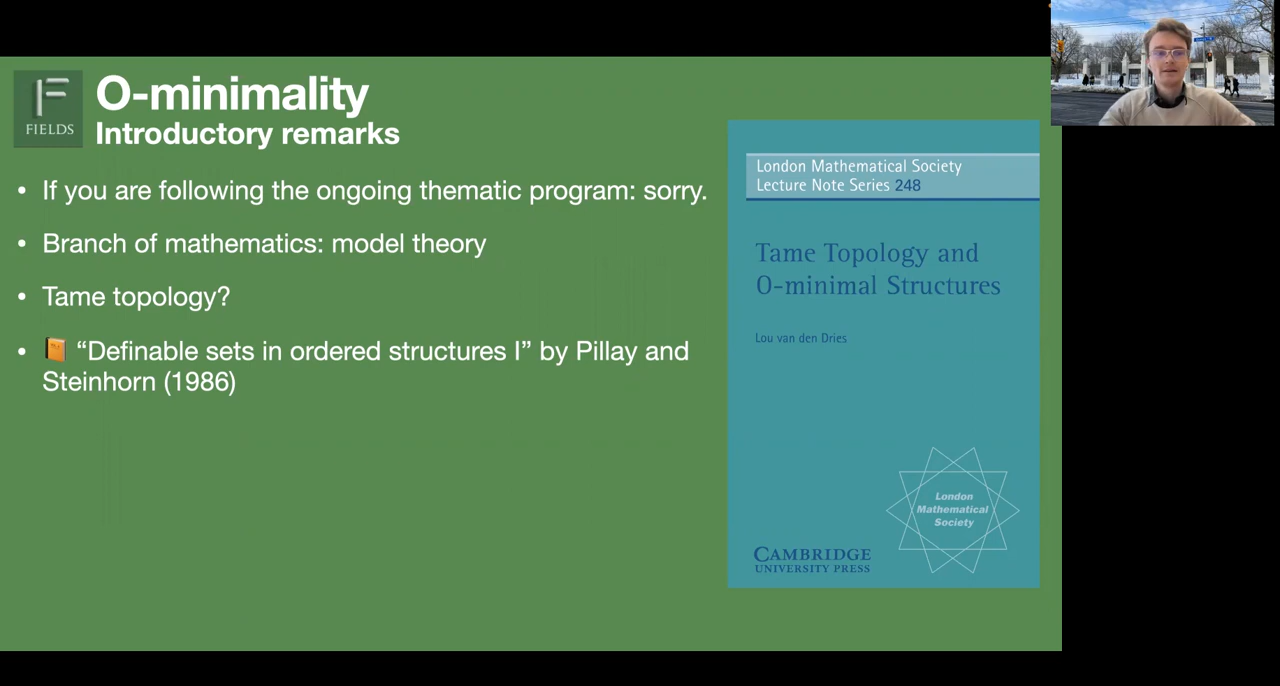 FIELDS
O-minimality
Introductory remarks
• If you are following the ongoing thematic program: sorry.
• Branch of mathematics: model theory
• Tame topology?
• 📙 “Definable sets in ordered structures I” by Pillay and
Steinhorn (1986)
London Mathematical Society
Lecture Note Series 248
Tame Topology and
O-minimal Structures
Lou van den Dries
London
Mathematical
Society
CAMBRIDGE
UNIVERSITY PRESS